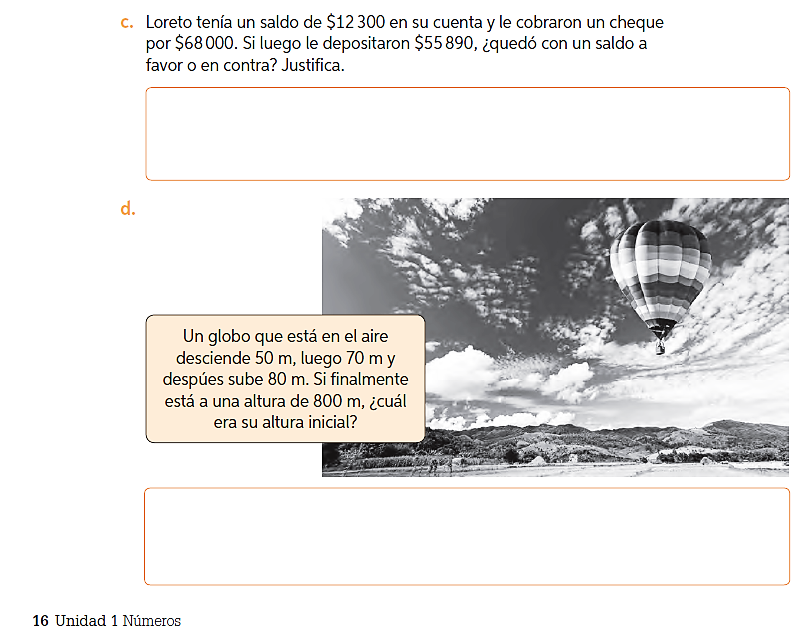 c. Loreto tenía un saldo de $12 300 en su cuenta y le cobraron un cheque
por $68 000. Si luego le depositaron $55 890, ¿quedó con un saldo a
favor o en contra? Justifica.
d.
Un globo que está en el aire
desciende 50 m, luego 70 m y
despúes sube 80 m. Si finalmente
está a una altura de 800 m, ¿cuál
era su altura inicial?
16 Unidad 1 Números